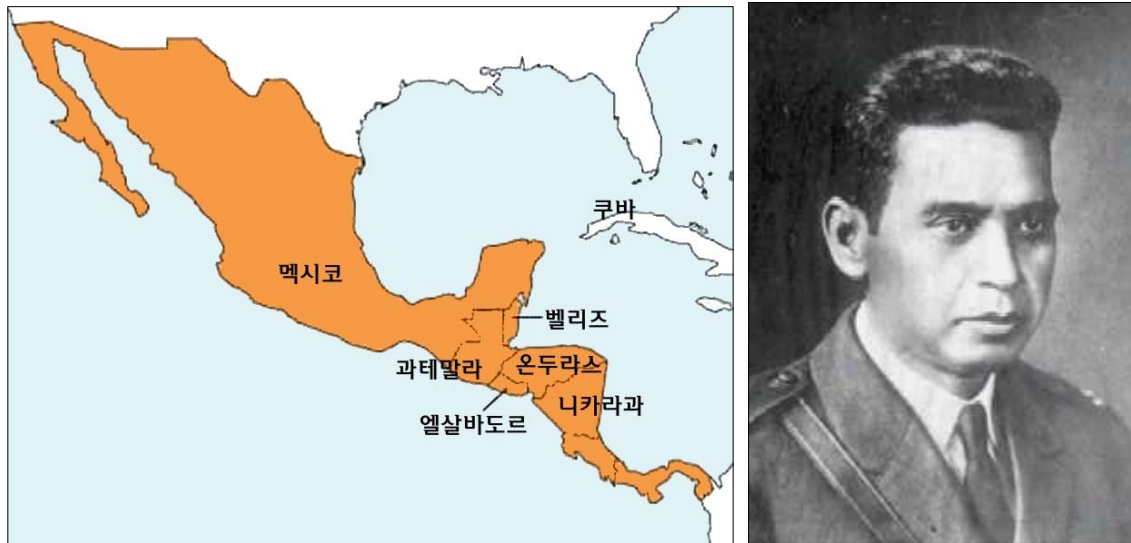 쿠바
멕시코
벨리즈
과테말라
온두라스
니카라과
엘살바도르